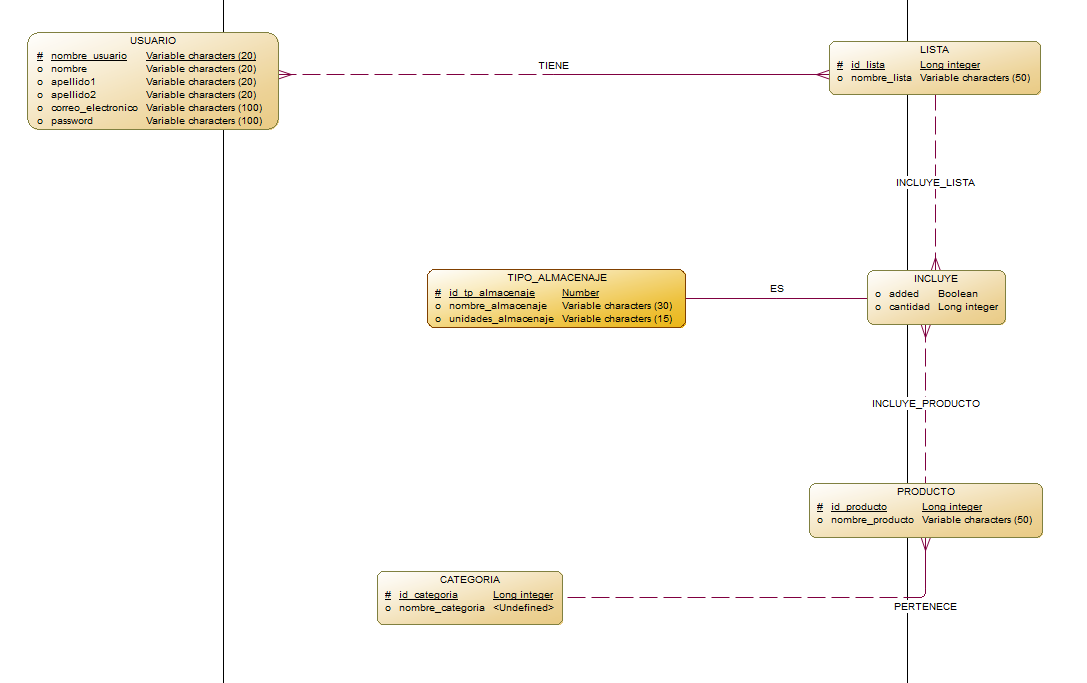 USUARIO
# nombre_usuario Variable characters (20)
o nombre Variable characters (20)
o apellido1 Variable characters (20)
o apellido2 Variable characters (20)
o correo_electronico Variable characters (100)
o password Variable characters (100)
TIENE
LISTA
# id_lista Long integer
o nombre_lista Variable characters (50)
INCLUYE_LISTA
TIPO_ALMACENAJE
# id_tp_almacenaje Number
o nombre_almacenaje Variable characters (30)
o unidades_almacenaje Variable characters (15)
ES
INCLUYE
o added Boolean
o cantidad Long integer
INCLUYE_PRODUCTO
PRODUCTO
# id_producto Long integer
o nombre_producto Variable characters (50)
CATEGORIA
# id_categoria Long integer
o nombre_categoria <Undefined>
PERTENECE